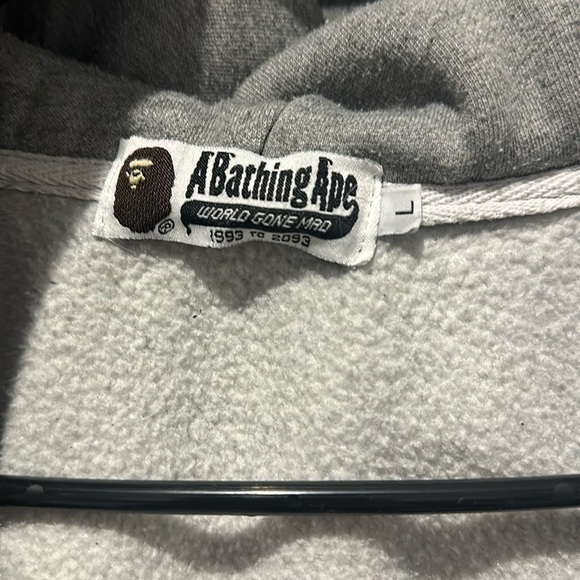 A Bathing Ape
WORLD GONE MAD
1993 TO 2093
®
L